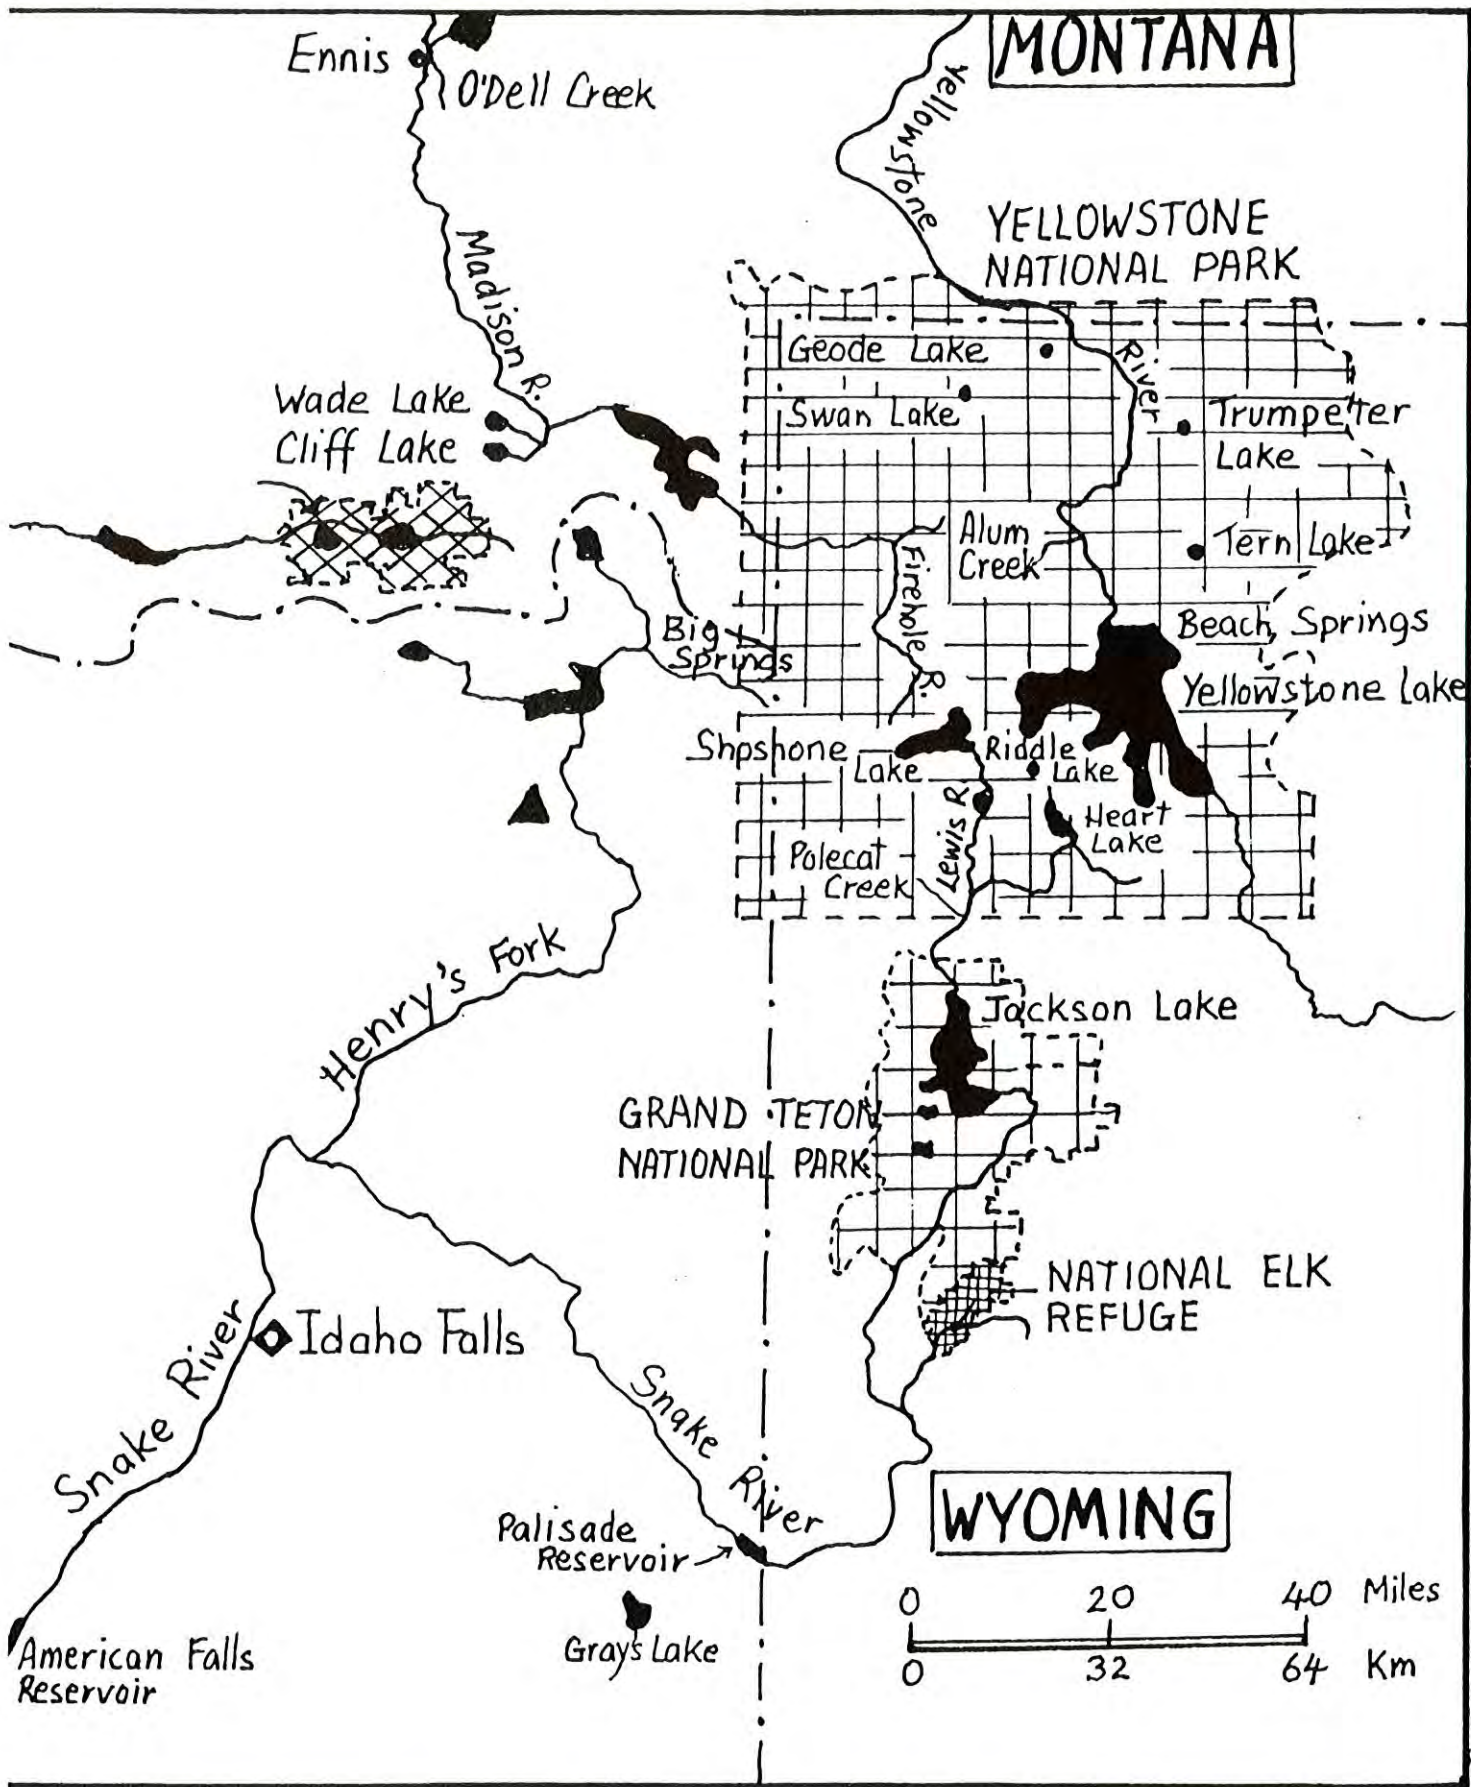 MONTANA
Ennis
O'Dell Creek
Yellowstone
YELLOWSTONE
NATIONAL PARK
Madison R.
Geode Lake
River
Wade Lake
Swan Lake
Trumpetter
Lake
Cliff Lake
Alum
Creek
Tern Lake
Firehole R.
Big
Springs
Beach Springs
Yellowstone Lake
Shoshone
Lake
Riddle
Lake
Lewis R.
Heart
Lake
Polecat
Creek
Henry's Fork
Jackson Lake
GRAND TETON
NATIONAL PARK
NATIONAL ELK
REFUGE
Idaho Falls
Snake River
Snake River
WYOMING
Palisade
Reservoir
0 20 40 Miles
0 32 64 Km
Grays Lake
American Falls
Reservoir